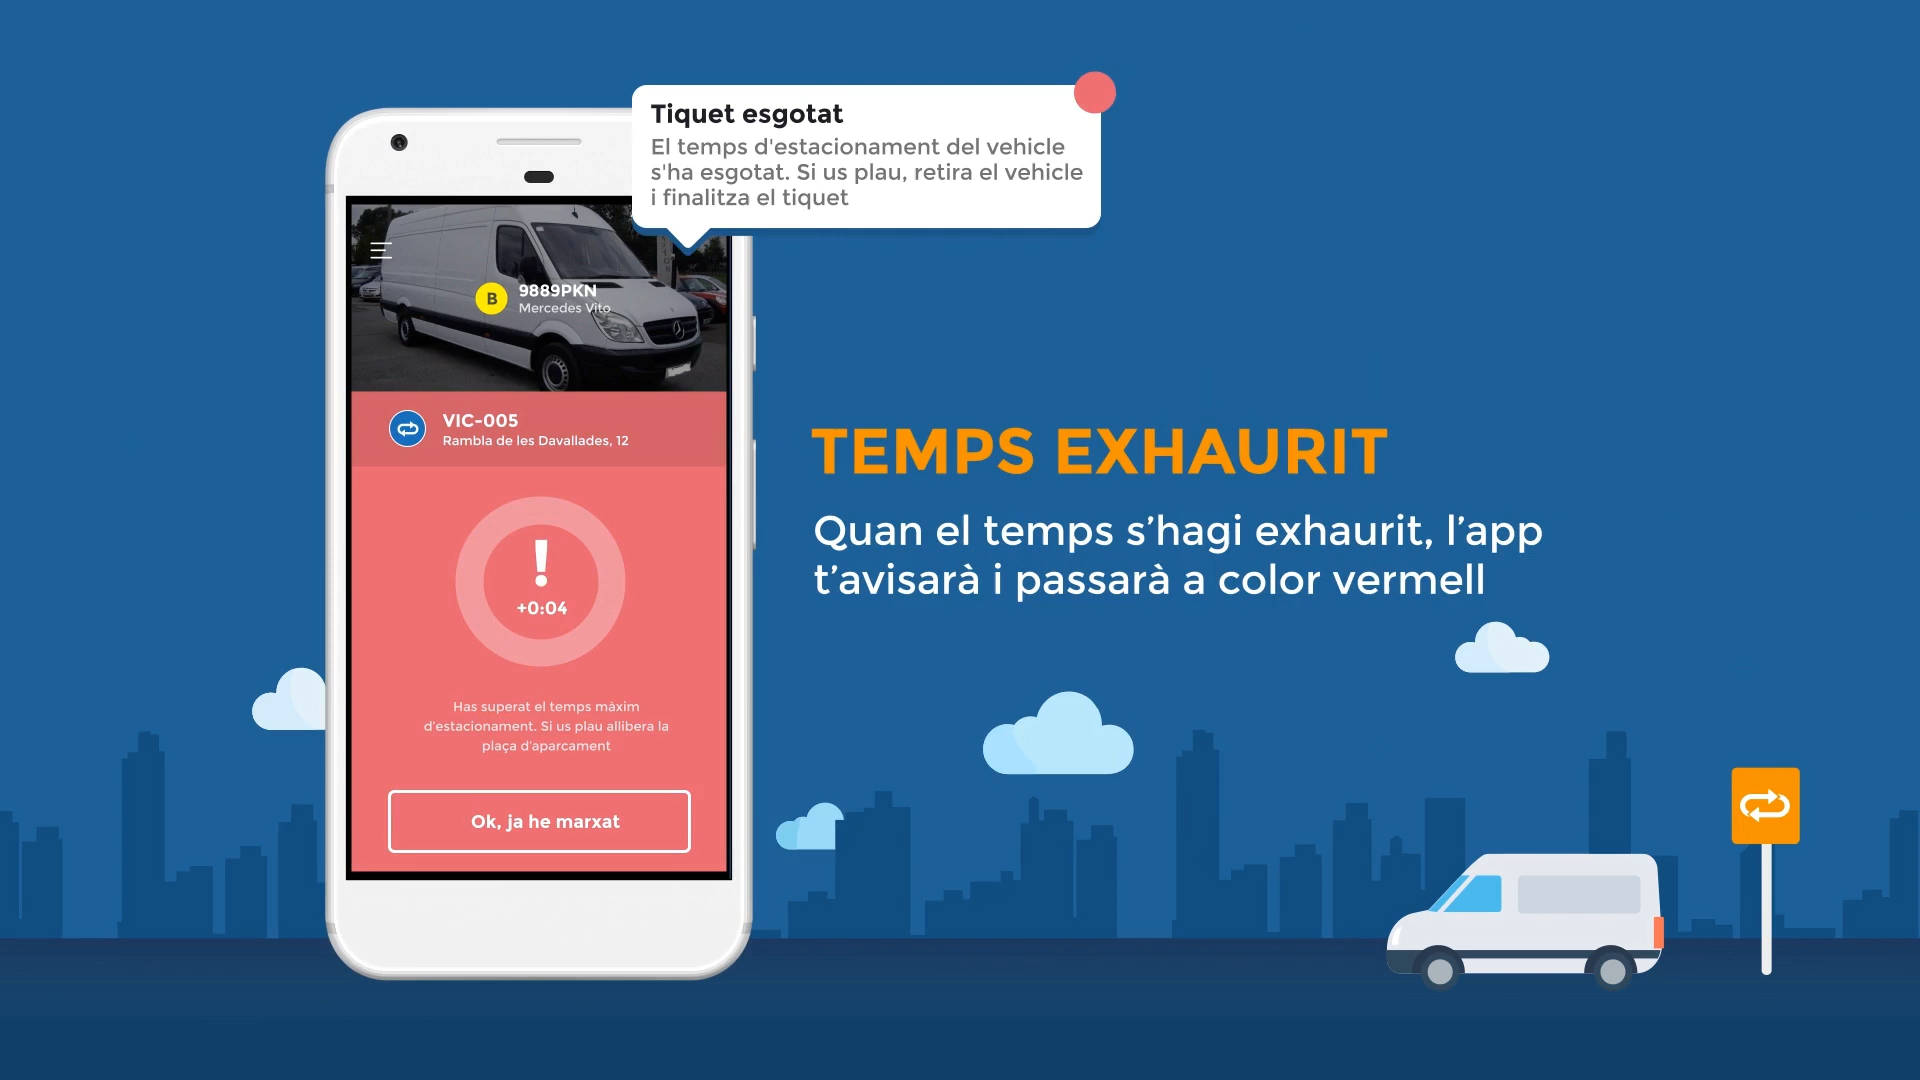 Tiquet esgotat
El temps d'estacionament del vehicle
s'ha esgotat. Si us plau, retira el vehicle
i finalitza el tiquet
B
9889PKN
Mercedes Vito
VIC-005
Rambla de les Davallades, 12
!
+0:04
Has superat el temps màxim
d'estacionament. Si us plau allibera la
plaça d'aparcament
Ok, ja he marxat
TEMPS EXHAURIT
Quan el temps s’hagi exhaurit, l’app
t’avisarà i passarà a color vermell